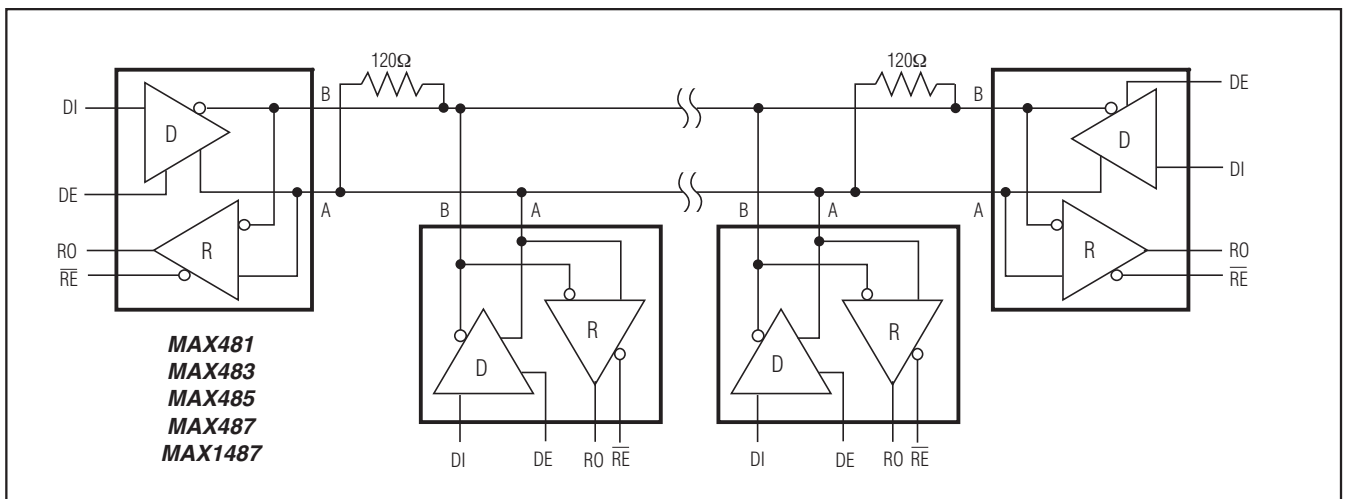 120Ω 120Ω
B B
DI D D DE
DI
DE
A B A B A A
RO R R RO
RE RE
R R
D D
MAX481
MAX483
MAX485
MAX487
MAX1487
DI DE RO RE DI DE RO RE